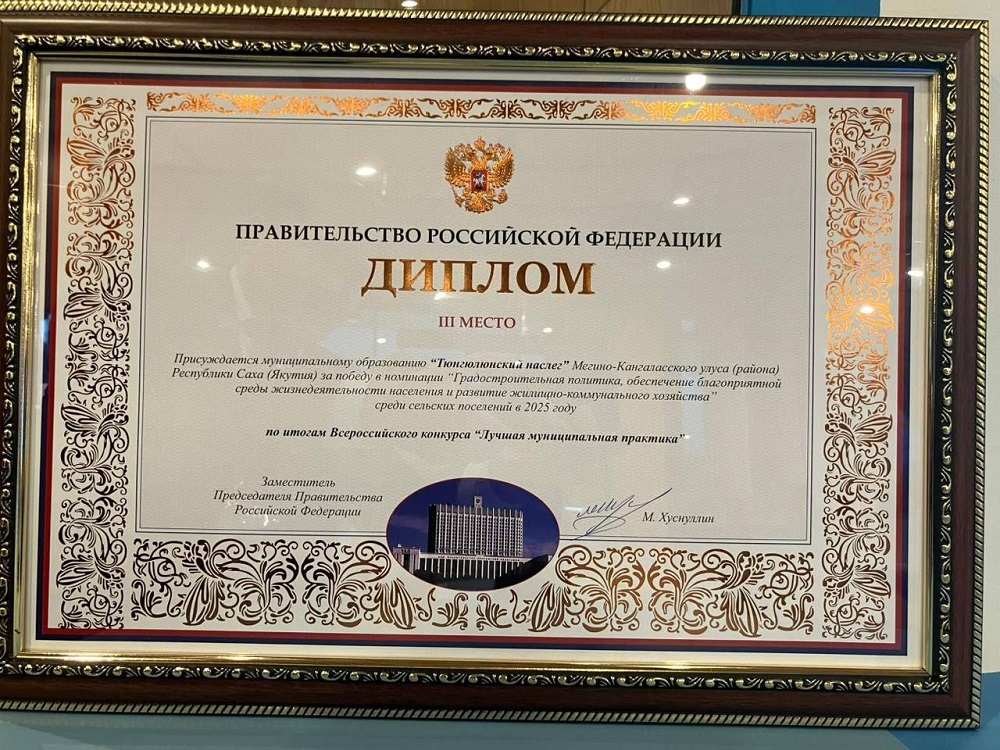 ПРАВИТЕЛЬСТВО РОССИЙСКОЙ ФЕДЕРАЦИИ
ДИПЛОМ
III МЕСТО
Присуждается муниципальному образованию “Тюнгюлюнский наслег” Мегино-Кангаласского улуса (района)
Республики Саха (Якутия) за победу в номинации “Градостроительная политика, обеспечение благоприятной
среды жизнедеятельности населения и развитие жилищно-коммунального хозяйства”
среди сельских поселений в 2025 году
по итогам Всероссийского конкурса “Лучшая муниципальная практика”
Заместитель
Председателя Правительства
Российской Федерации
М. Хуснуллин